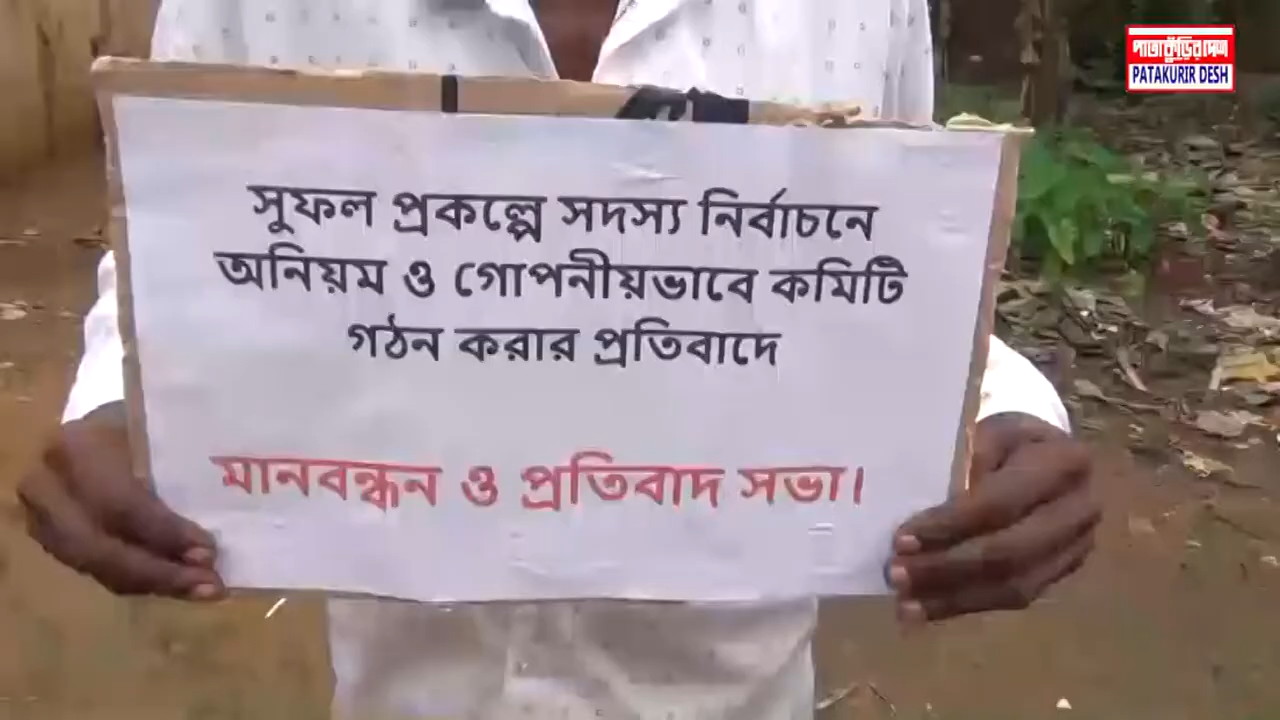 পাতাকুঁড়ির দেশ
PATAKURIR DESH
সুফল প্রকল্পে সদস্য নির্বাচনে
অনিয়ম ও গোপনীয়ভাবে কমিটি
গঠন করার প্রতিবাদে
মানবন্ধন ও প্রতিবাদ সভা।